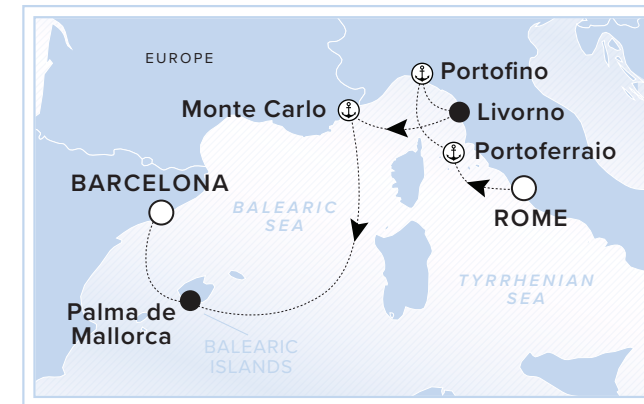 EUROPE
Portofino
Monte Carlo
Livorno
Portoferraio
BARCELONA
BALEARIC
SEA
ROME
TYRRHENIAN
SEA
Palma de
Mallorca
BALEARIC
ISLANDS